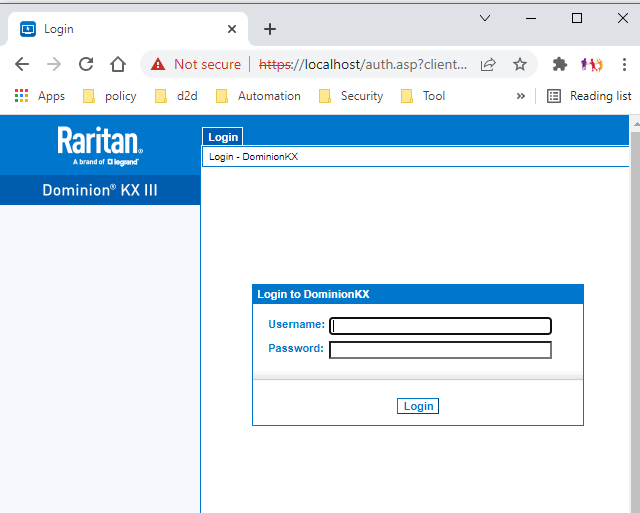 Login
Not secure | https://localhost/auth.asp?client...
Apps policy d2d Automation Security Tool » Reading list
Raritan®
A brand of legrand®
Dominion® KX III
Login
Login - DominionKX
Login to DominionKX
Username:
Password:
Login